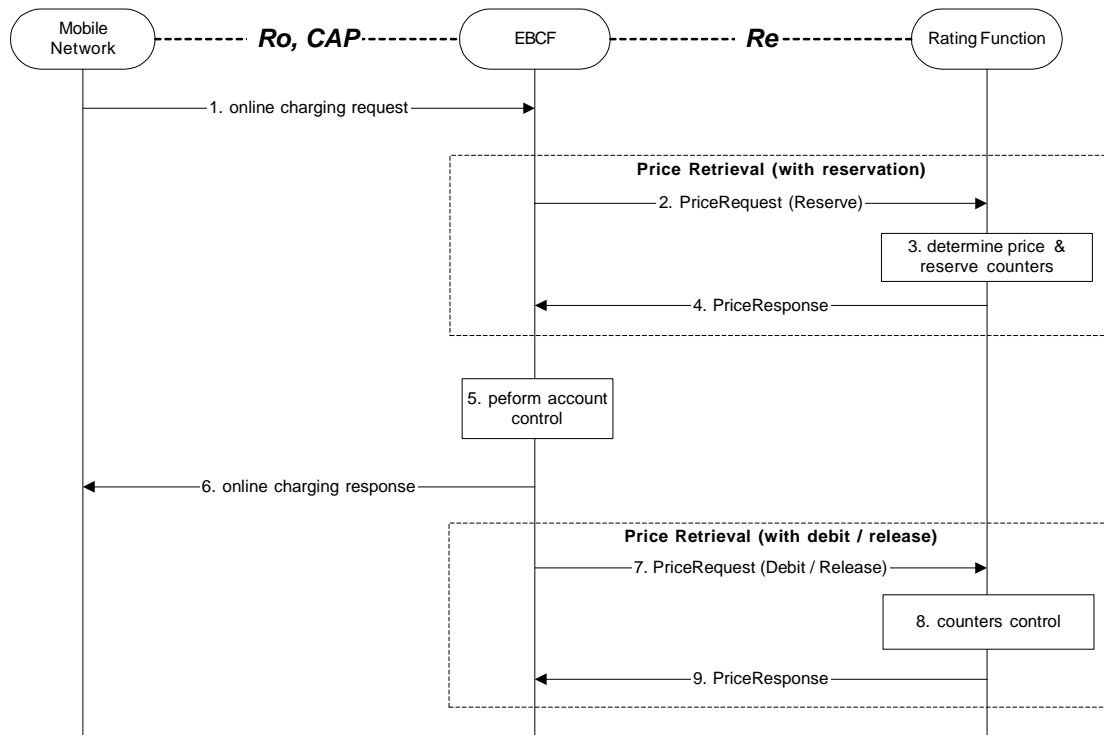 Mobile
Network
Ro, CAP
EBCF
Re
Rating Function
1. online charging request
Price Retrieval (with reservation)
2. PriceRequest (Reserve)
3. determine price &
reserve counters
4. PriceResponse
5. peform account
control
6. online charging response
Price Retrieval (with debit / release)
7. PriceRequest (Debit / Release)
8. counters control
9. PriceResponse